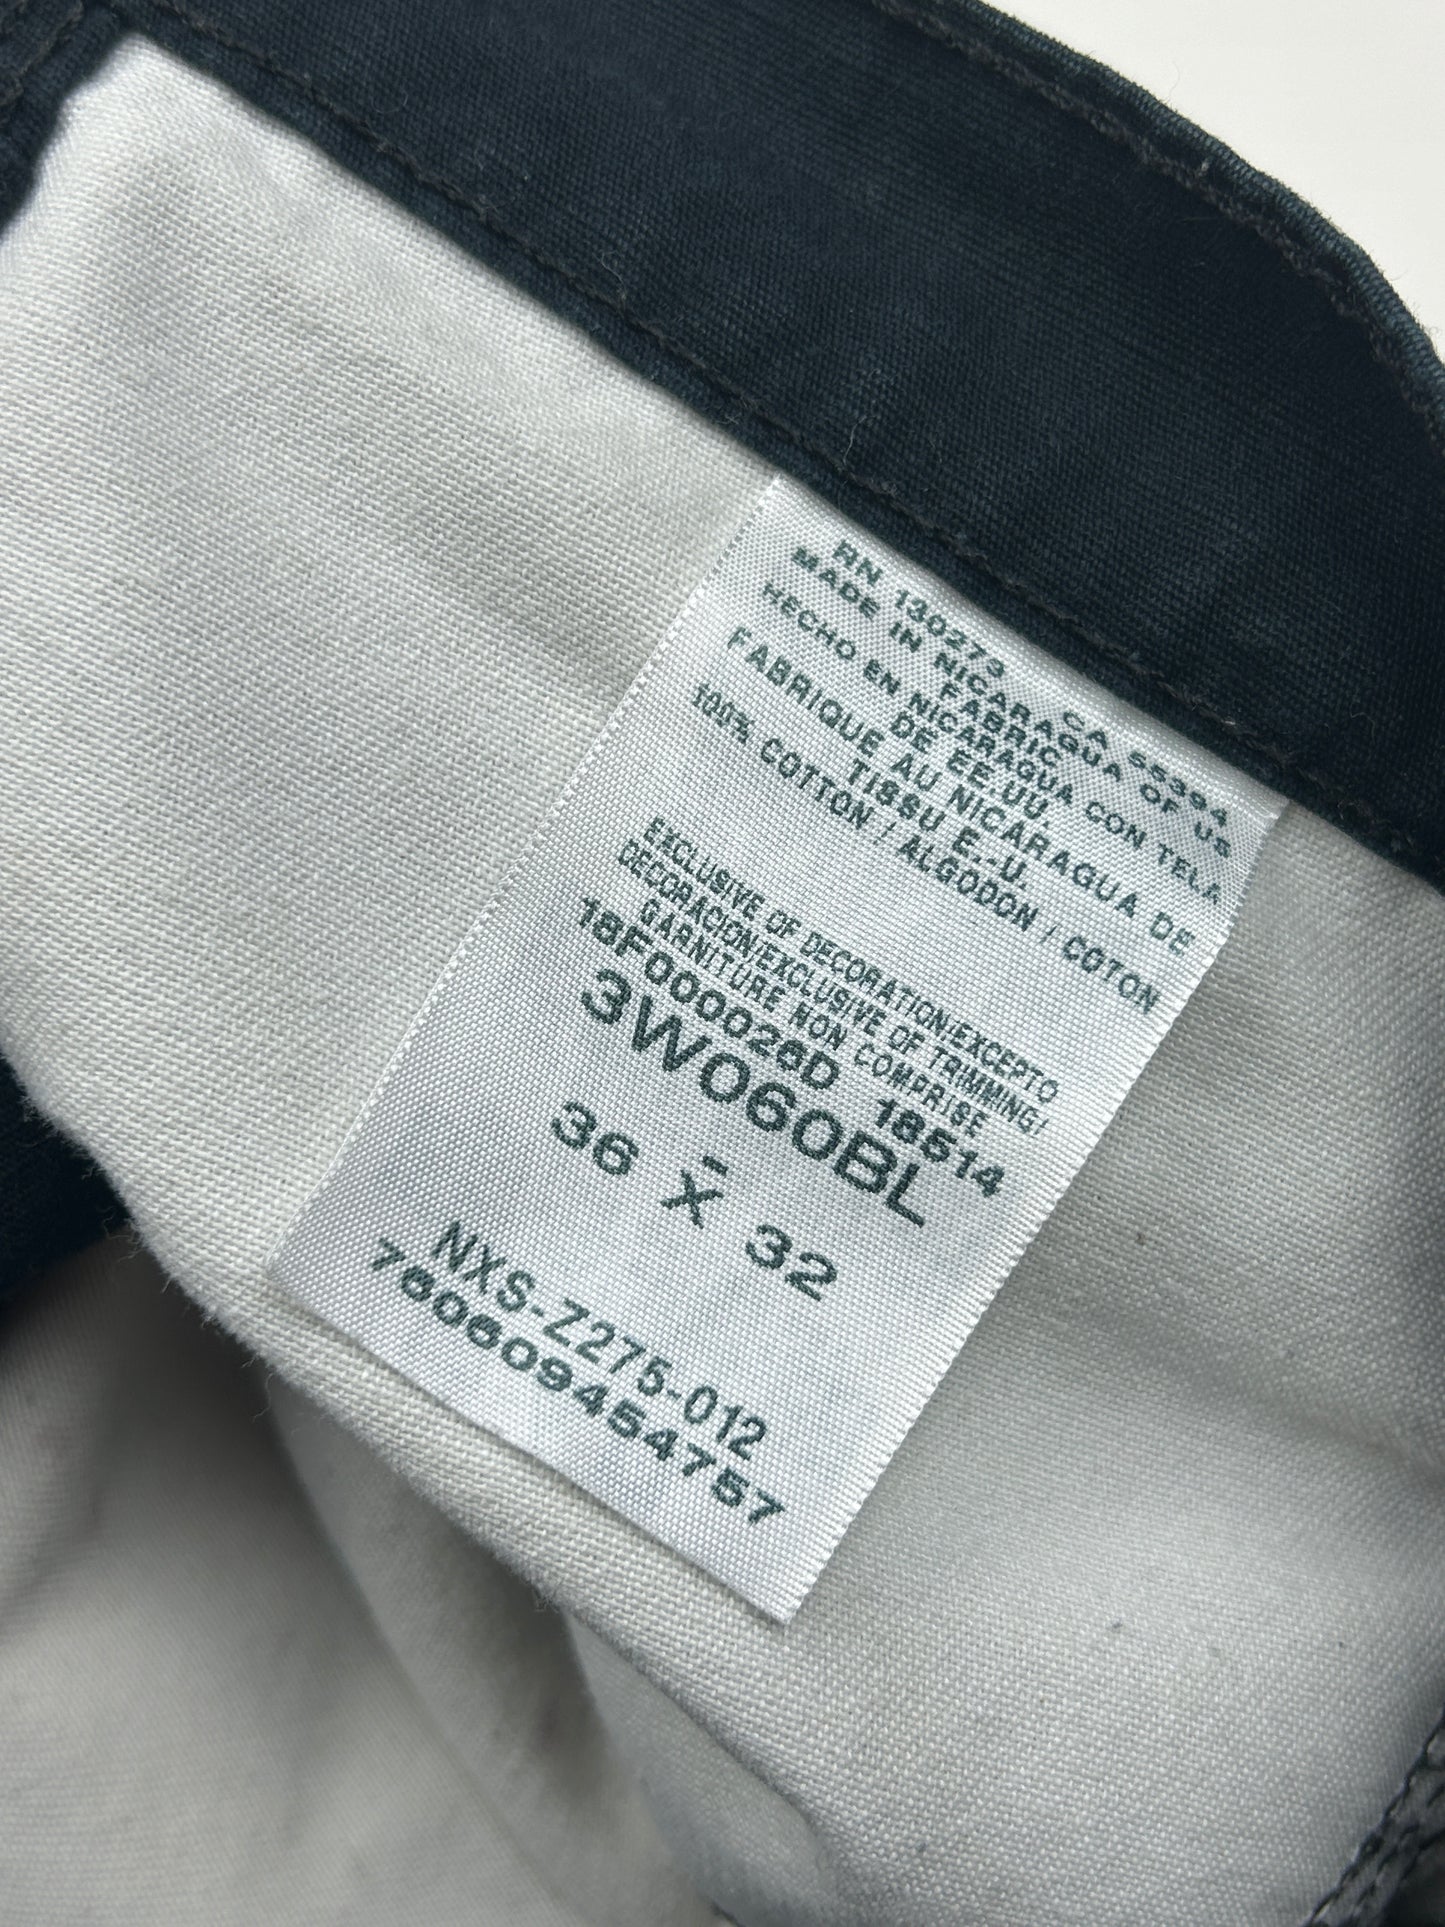 RN 130273 CA 55394
MADE IN NICARAGUA OF US
FABRIC
HECHO EN NICARAGUA CON TELA
DE EE.UU.
FABRIQUE AU NICARAGUA DE
TISSU E.-U.
100% COTTON / ALGODON / COTON
EXCLUSIVE OF DECORATION/EXCEPTO
DECORACION/EXCLUSIVE OF TRIMMING/
GARNITURE NON COMPRISE
18F000026D 18514
3W060BL
-
36 X 32
NXS-Z275-012
760609454757